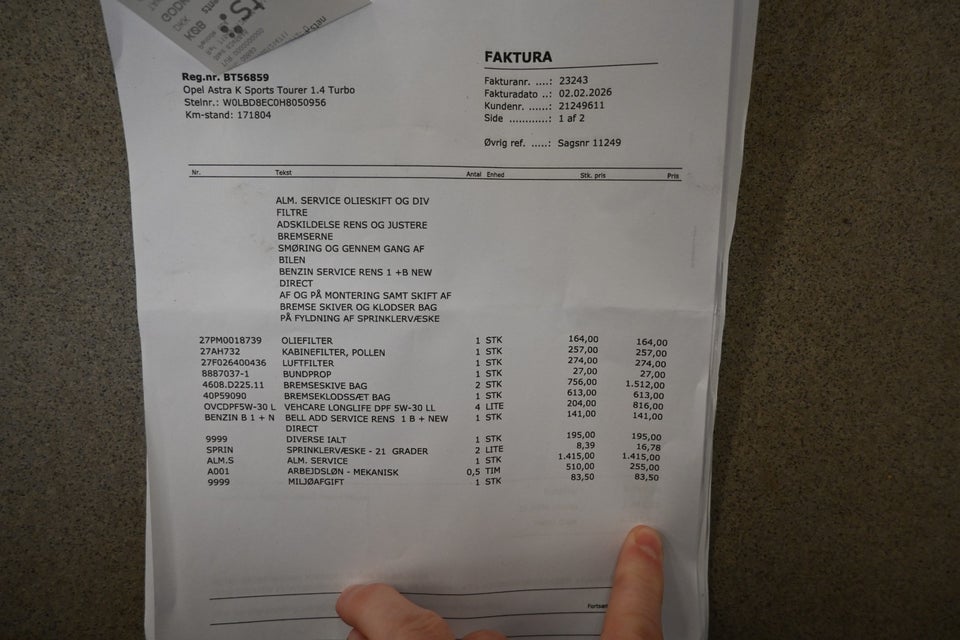 Reg.nr. BT56859
Opel Astra K Sports Tourer 1.4 Turbo
Stelnr.: W0LBD8EC0H8050956
Km-stand: 171804
FAKTURA
Fakturanr. ....: 23243
Fakturadato ..: 02.02.2026
Kundenr. ......: 21249611
Side ............: 1 af 2
Øvrig ref. .....: Sagsnr 11249
Nr. Tekst Antal Enhed Stk. pris Pris
ALM. SERVICE OLIESKIFT OG DIV
FILTRE
ADSKILDELSE RENS OG JUSTERE
BREMSERNE
SMØRING OG GENNEM GANG AF
BILEN
BENZIN SERVICE RENS 1 +B NEW
DIRECT
AF OG PÅ MONTERING SAMT SKIFT AF
BREMSE SKIVER OG KLODSER BAG
PÅ FYLDNING AF SPRINKLERVÆSKE
27PM0018739 OLIEFILTER 1 STK 164,00 164,00
27AH732 KABINEFILTER, POLLEN 1 STK 257,00 257,00
27F026400436 LUFTFILTER 1 STK 274,00 274,00
8887037-1 BUNDPROP 1 STK 27,00 27,00
4608.D225.11 BREMSESKIVE BAG 2 STK 756,00 1.512,00
40P59090 BREMSEKLODSSÆT BAG 1 STK 613,00 613,00
OVCDPF5W-30 L VEHCARE LONGLIFE DPF 5W-30 LL 4 LITE 204,00 816,00
BENZIN B 1 + N BELL ADD SERVICE RENS 1 B + NEW 1 STK 141,00 141,00
DIRECT
9999 DIVERSE IALT 1 STK 195,00 195,00
SPRIN SPRINKLERVÆSKE - 21 GRADER 2 LITE 8,39 16,78
ALM.S ALM. SERVICE 1 STK 1.415,00 1.415,00
A001 ARBEJDSLØN - MEKANISK 0,5 TIM 510,00 255,00
9999 MILJØAFGIFT 1 STK 83,50 83,50